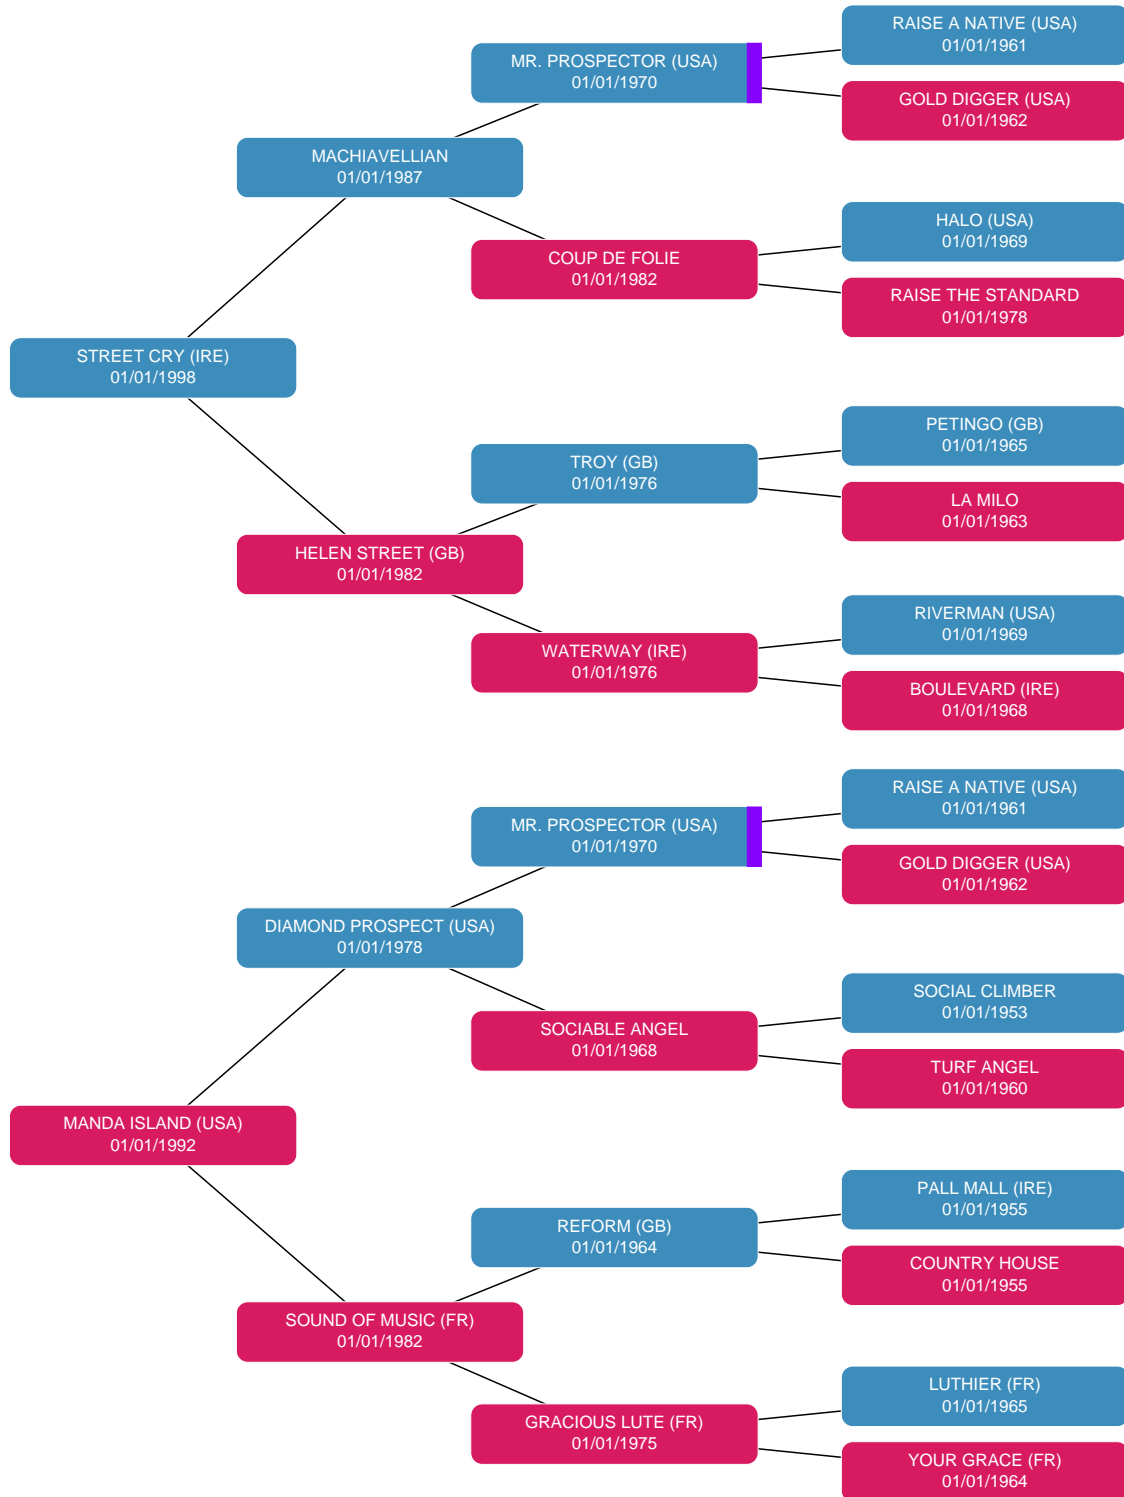 RAISE A NATIVE (USA)
01/01/1961
MR. PROSPECTOR (USA)
01/01/1970
GOLD DIGGER (USA)
01/01/1962
MACHIAVELLIAN
01/01/1987
HALO (USA)
01/01/1969
COUP DE FOLIE
01/01/1982
RAISE THE STANDARD
01/01/1978
STREET CRY (IRE)
01/01/1998
PETINGO (GB)
01/01/1965
TROY (GB)
01/01/1976
LA MILO
01/01/1963
HELEN STREET (GB)
01/01/1982
RIVERMAN (USA)
01/01/1969
WATERWAY (IRE)
01/01/1976
BOULEVARD (IRE)
01/01/1968
RAISE A NATIVE (USA)
01/01/1961
MR. PROSPECTOR (USA)
01/01/1970
GOLD DIGGER (USA)
01/01/1962
DIAMOND PROSPECT (USA)
01/01/1978
SOCIAL CLIMBER
01/01/1953
SOCIABLE ANGEL
01/01/1968
TURF ANGEL
01/01/1960
MANDA ISLAND (USA)
01/01/1992
PALL MALL (IRE)
01/01/1955
REFORM (GB)
01/01/1964
COUNTRY HOUSE
01/01/1955
SOUND OF MUSIC (FR)
01/01/1982
LUTHIER (FR)
01/01/1965
GRACIOUS LUTE (FR)
01/01/1975
YOUR GRACE (FR)
01/01/1964